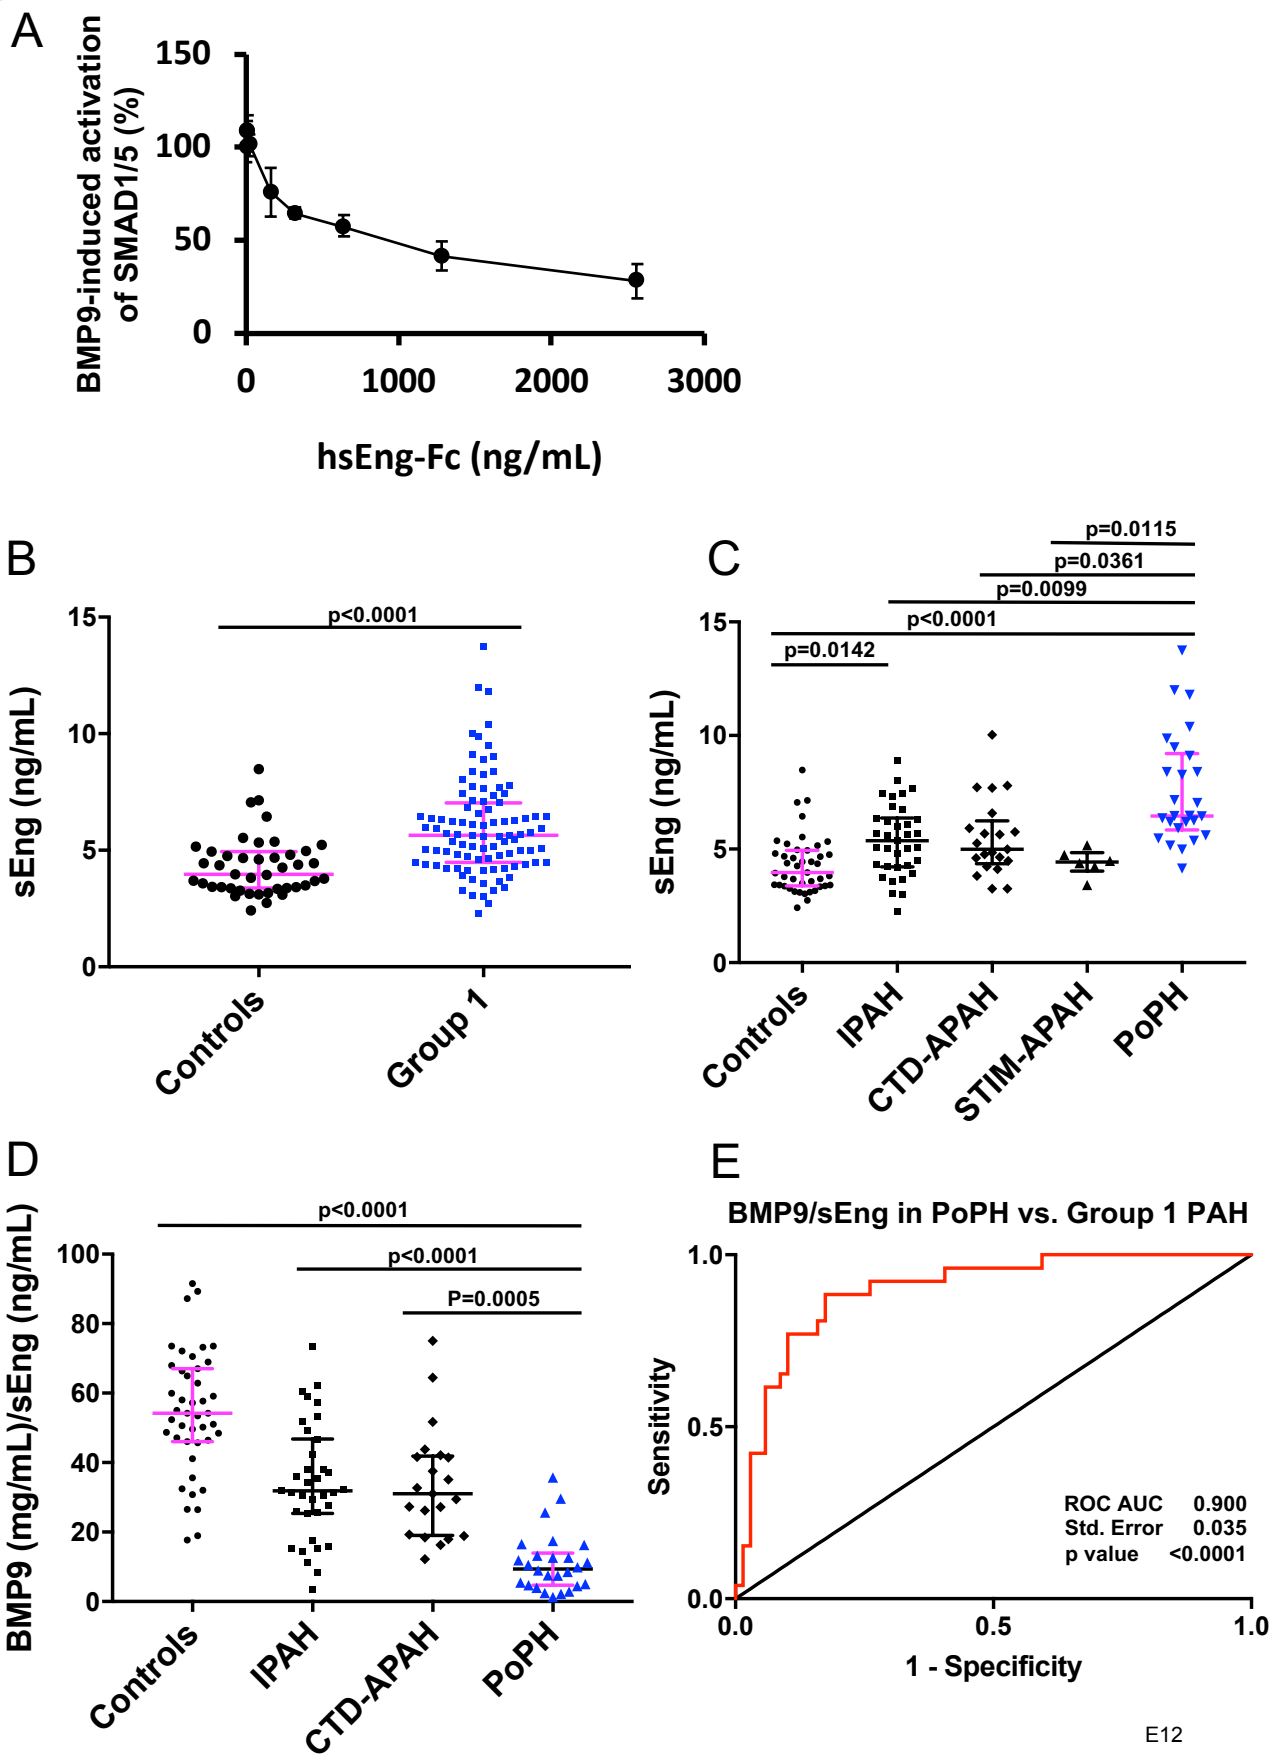 A
BMP9-induced activation
of SMAD1/5 (%)
150
100
50
0
0 1000 2000 3000
hsEng-Fc (ng/mL)
B
p<0.0001
sEng (ng/mL)
15
10
5
0
Controls
Group 1
C
p=0.0115
p=0.0361
p=0.0099
p<0.0001
p=0.0142
sEng (ng/mL)
15
10
5
0
Controls
IPAH
CTD-APAH
STIM-APAH
PoPH
D
p<0.0001
p<0.0001
P=0.0005
BMP9 (mg/mL)/sEng (ng/mL)
100
80
60
40
20
0
Controls
IPAH
CTD-APAH
PoPH
E
BMP9/sEng in PoPH vs. Group 1 PAH
Sensitivity
1.0
0.5
0.0
ROC AUC 0.900
Std. Error 0.035
p value <0.0001
0.0 0.5 1.0
1 - Specificity
E12